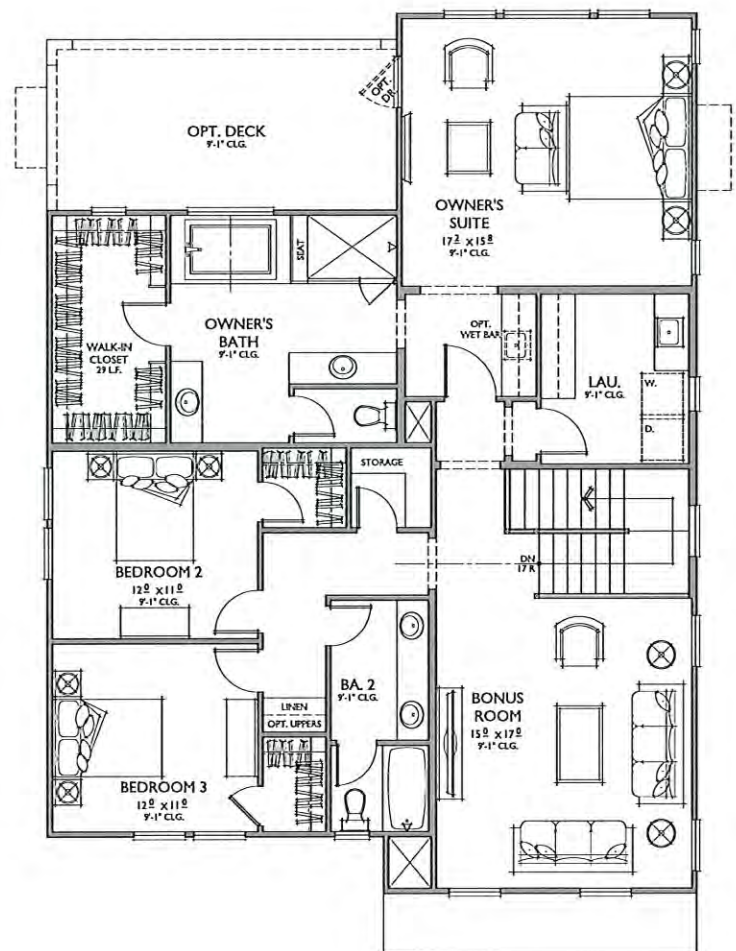 OPT. DECK
9'-1" CLG.
OPT.
DR.
OWNER'S
SUITE
17² x 15⁸
9'-1" CLG.
SEAT
OWNER'S
BATH
9'-1" CLG.
WALK-IN
CLOSET
29 L.F.
OPT.
WET BAR
LAU.
9'-1" CLG.
W.
D.
STORAGE
BEDROOM 2
12⁰ x 11⁰
9'-1" CLG.
DN
17 R
BA. 2
9'-1" CLG.
LINEN
OPT. UPPERS
BONUS
ROOM
15⁰ x 17⁰
9'-1" CLG.
BEDROOM 3
12⁰ x 11⁰
9'-1" CLG.